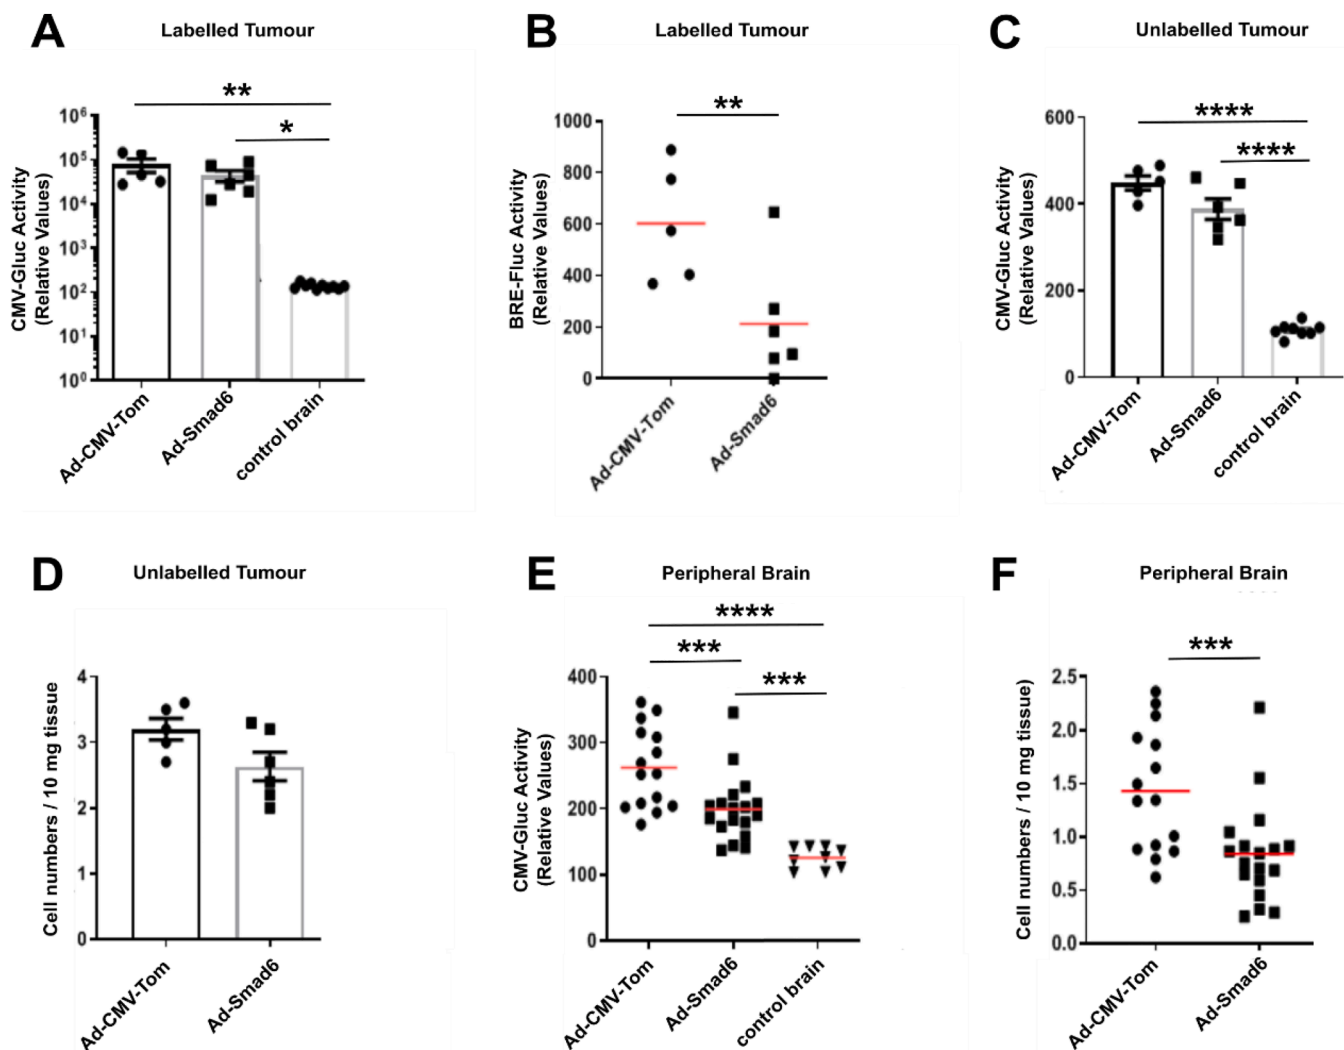 A
Labelled Tumour
CMV-Gluc Activity
(Relative Values)
10⁶
10⁵
10⁴
10³
10²
10¹
10⁰
**
*
Ad-CMV-Tom
Ad-Smad6
control brain
B
Labelled Tumour
BRE-Fluc Activity
(Relative Values)
1000
800
600
400
200
0
**
Ad-CMV-Tom
Ad-Smad6
C
Unlabelled Tumour
CMV-Gluc Activity
(Relative Values)
600
400
200
0
****
****
Ad-CMV-Tom
Ad-Smad6
control brain
D
Unlabelled Tumour
Cell numbers / 10 mg tissue
4
3
2
1
0
Ad-CMV-Tom
Ad-Smad6
E
Peripheral Brain
CMV-Gluc Activity
(Relative Values)
400
300
200
100
0
****
***
***
Ad-CMV-Tom
Ad-Smad6
control brain
F
Peripheral Brain
Cell numbers / 10 mg tissue)
2.5
2.0
1.5
1.0
0.5
0.0
***
Ad-CMV-Tom
Ad-Smad6